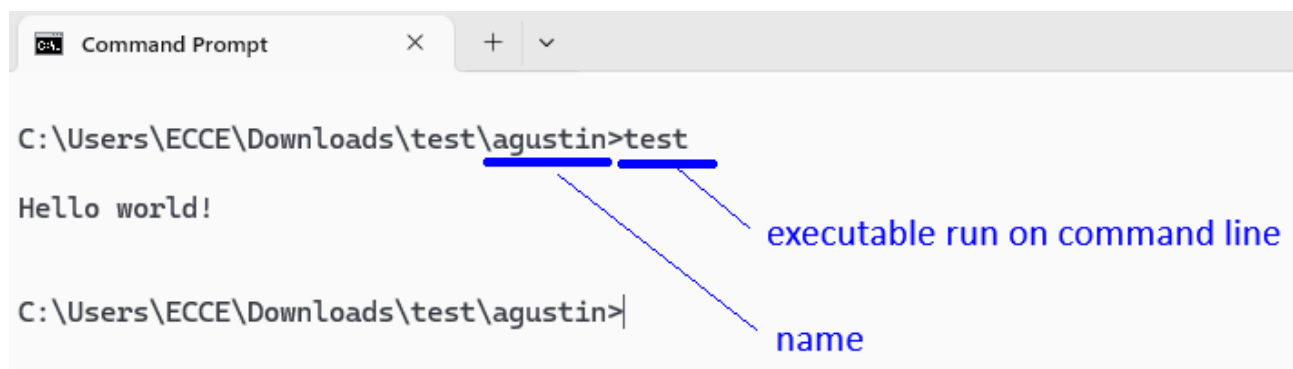 Command Prompt
C:\Users\ECCE\Downloads\test\agustin>test
Hello world!
executable run on command line
C:\Users\ECCE\Downloads\test\agustin>
name